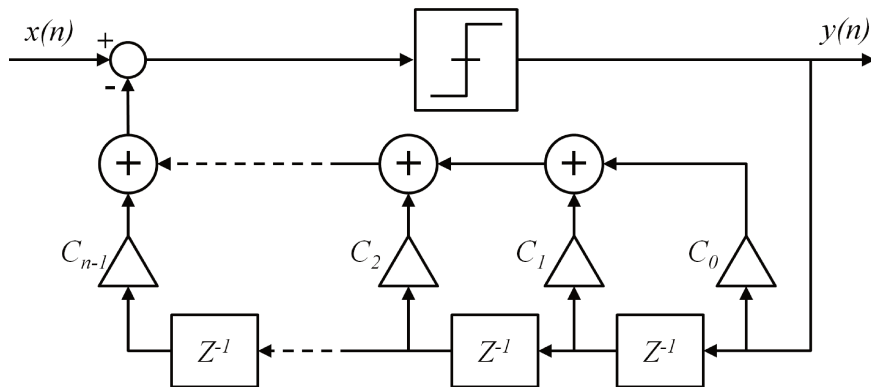 x(n)
+
-
y(n)
+
+
+
C_{n-1}
C_2
C_1
C_0
Z^{-1}
Z^{-1}
Z^{-1}